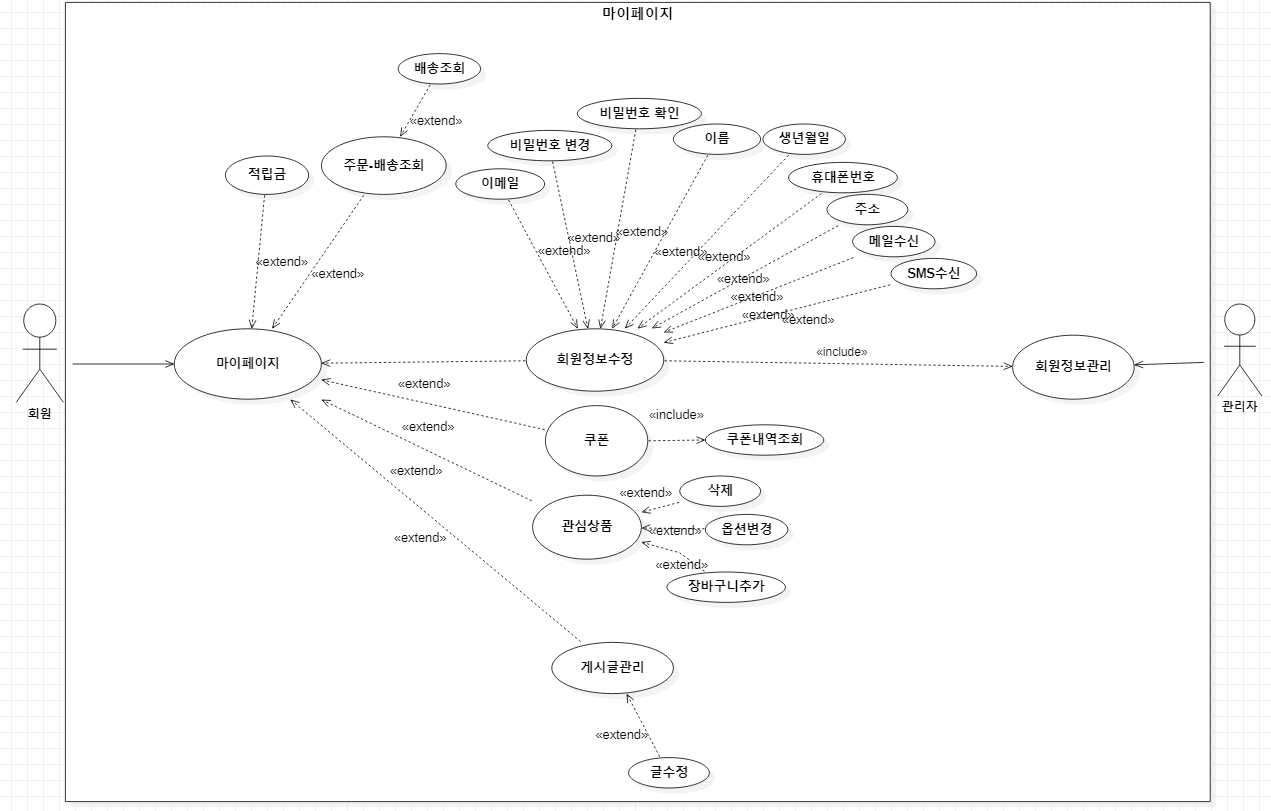 마이페이지
배송조회
«extend»
비밀번호 확인
이름
생년월일
비밀번호 변경
주문-배송조회
적립금
이메일
휴대폰번호
주소
메일수신
SMS수신
«extend»
«extend»
«extend»
«extend»
«extend»
«extend»
«extend»
«extend»
«extend»
«extend»
«extend»
회원
마이페이지
회원정보수정
«include»
회원정보관리
관리자
«extend»
쿠폰
«include»
쿠폰내역조회
«extend»
«extend»
관심상품
«extend»
삭제
«extend»
옵션변경
«extend»
장바구니추가
«extend»
게시글관리
«extend»
글수정